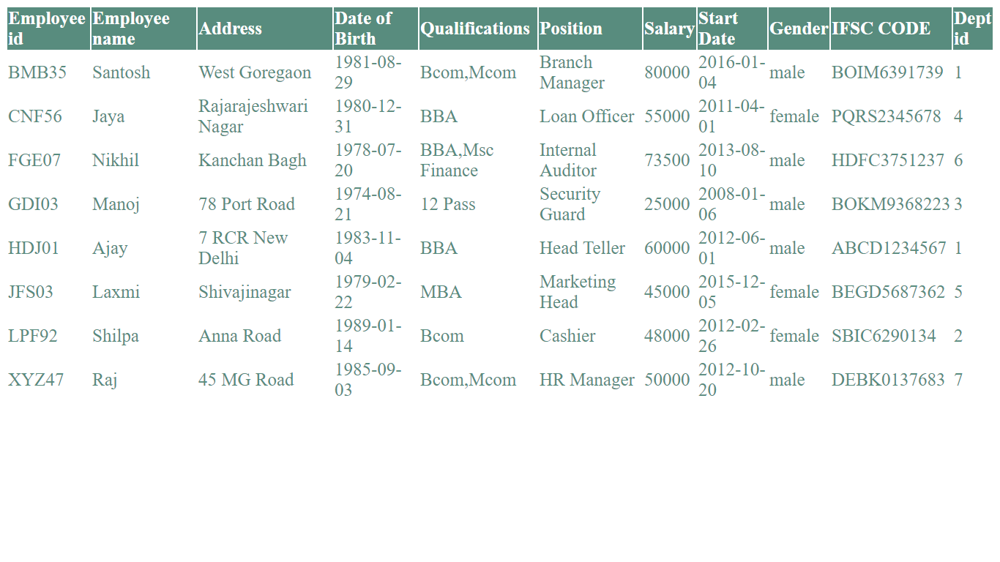 Employee id | Employee name | Address | Date of Birth | Qualifications | Position | Salary | Start Date | Gender | IFSC CODE | Dept id
BMB35 | Santosh | West Goregaon | 1981-08-29 | Bcom,Mcom | Branch Manager | 80000 | 2016-01-04 | male | BOIM6391739 | 1
CNF56 | Jaya | Rajarajeshwari Nagar | 1980-12-31 | BBA | Loan Officer | 55000 | 2011-04-01 | female | PQRS2345678 | 4
FGE07 | Nikhil | Kanchan Bagh | 1978-07-20 | BBA,Msc Finance | Internal Auditor | 73500 | 2013-08-10 | male | HDFC3751237 | 6
GDI03 | Manoj | 78 Port Road | 1974-08-21 | 12 Pass | Security Guard | 25000 | 2008-01-06 | male | BOKM9368223 | 3
HDJ01 | Ajay | 7 RCR New Delhi | 1983-11-04 | BBA | Head Teller | 60000 | 2012-06-01 | male | ABCD1234567 | 1
JFS03 | Laxmi | Shivajinagar | 1979-02-22 | MBA | Marketing Head | 45000 | 2015-12-05 | female | BEGD5687362 | 5
LPF92 | Shilpa | Anna Road | 1989-01-14 | Bcom | Cashier | 48000 | 2012-02-26 | female | SBIC6290134 | 2
XYZ47 | Raj | 45 MG Road | 1985-09-03 | Bcom,Mcom | HR Manager | 50000 | 2012-10-20 | male | DEBK0137683 | 7